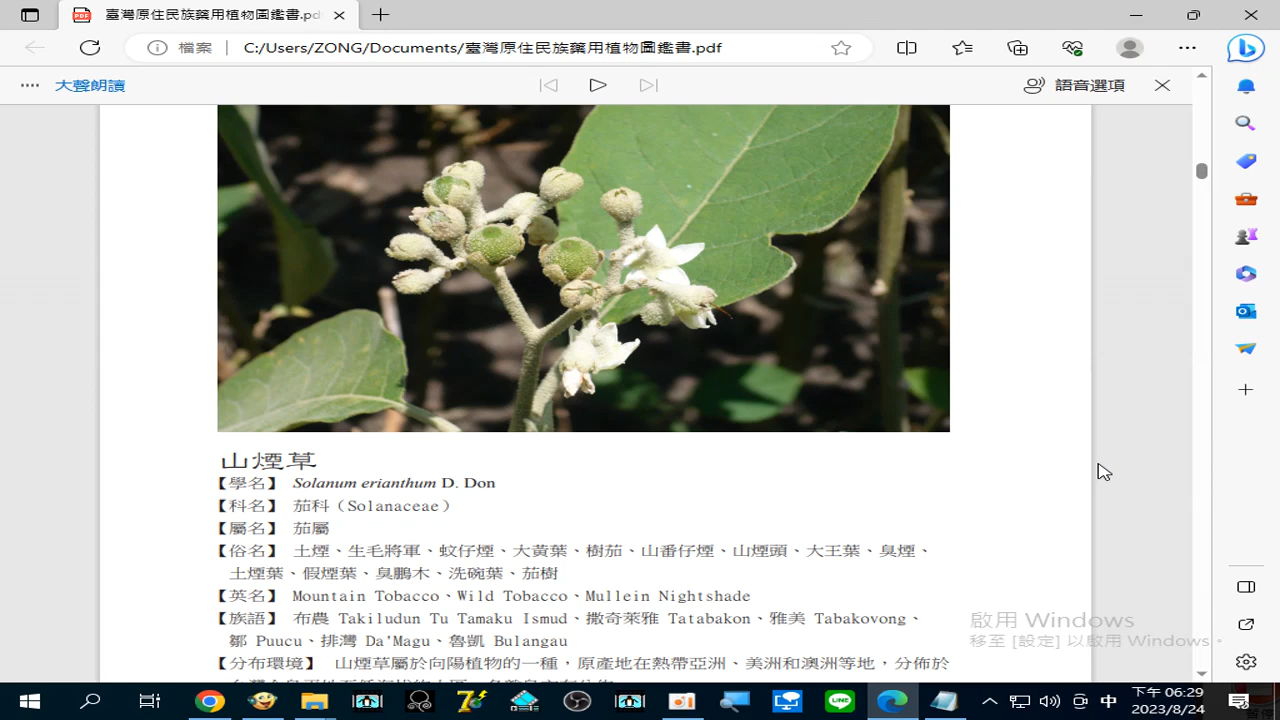 臺灣原住民族藥用植物圖鑑書.pd
檔案 C:/Users/ZONG/Documents/臺灣原住民族藥用植物圖鑑書.pdf
大聲朗讀 語音選項
山煙草
【學名】 Solanum erianthum D. Don
【科名】 茄科（Solanaceae）
【屬名】 茄屬
【俗名】 土煙、生毛將軍、蚊仔煙、大黃葉、樹茄、山番仔煙、山煙頭、大王葉、臭煙、
土煙葉、假煙葉、臭鵬木、洗碗葉、茄樹
【英名】 Mountain Tobacco、Wild Tobacco、Mullein Nightshade
【族語】 布農 Takiludun Tu Tamaku Ismud、撒奇萊雅 Tatabakon、雅美 Tabakovong、
鄒 Puucu、排灣 Da'Magu、魯凱 Bulangau
【分布環境】 山煙草屬於向陽植物的一種，原產地在熱帶亞洲、美洲和澳洲等地，分佈於
啟用 Windows
移至 [設定] 以啟用 Windows。
LINE
中
下午 06:29
2023/8/24